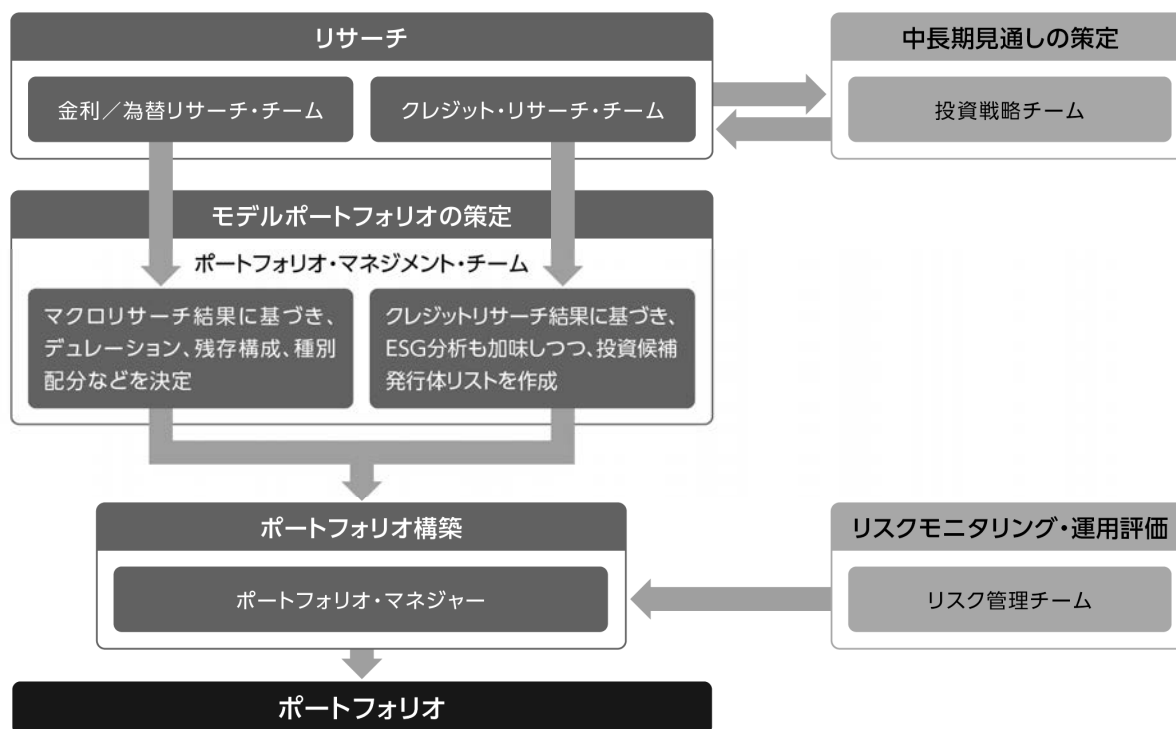 リサーチ
中長期見通しの策定
金利／為替リサーチ・チーム
クレジット・リサーチ・チーム
投資戦略チーム
モデルポートフォリオの策定
ポートフォリオ・マネジメント・チーム
マクロリサーチ結果に基づき、
デュレーション、残存構成、種別
配分などを決定
クレジットリサーチ結果に基づき、
ESG分析も加味しつつ、投資候補
発行体リストを作成
ポートフォリオ構築
リスクモニタリング・運用評価
ポートフォリオ・マネジャー
リスク管理チーム
ポートフォリオ